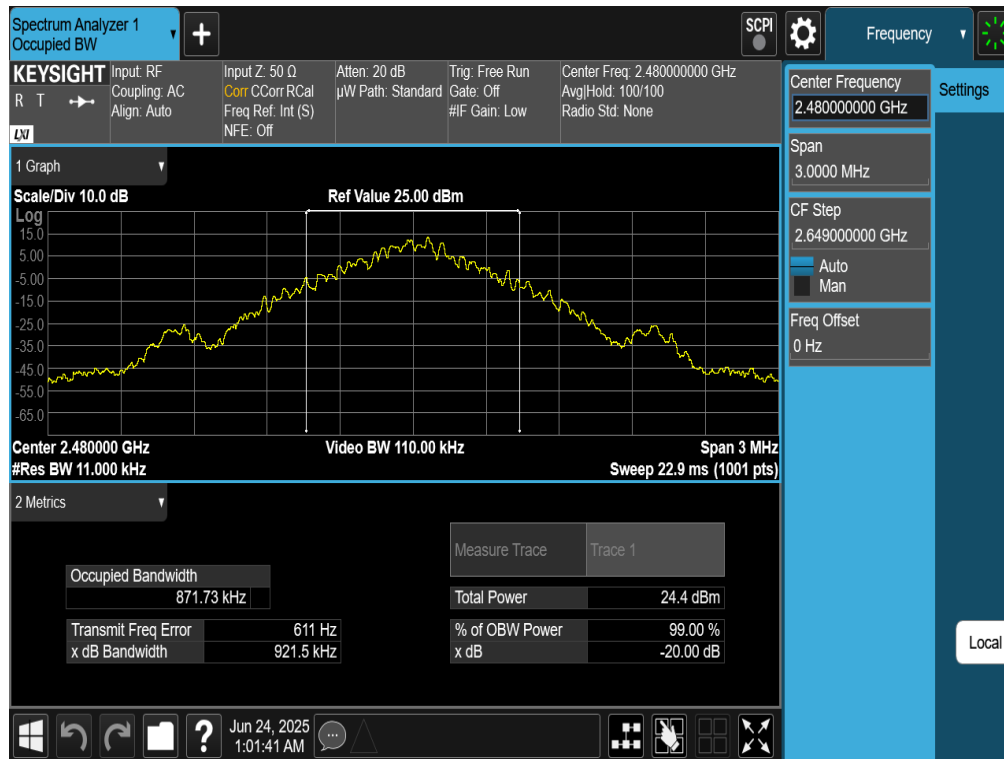 Spectrum Analyzer 1
Occupied BW
+
SCPI
Frequency
KEYSIGHT
R T
LXI
Input: RF
Coupling: AC
Align: Auto
Input Z: 50 Ω
Corr CCorr RCal
Freq Ref: Int (S)
NFE: Off
Atten: 20 dB
µW Path: Standard
Trig: Free Run
Gate: Off
#IF Gain: Low
Center Freq: 2.480000000 GHz
Avg|Hold: 100/100
Radio Std: None
Center Frequency
2.480000000 GHz
Settings
Span
3.0000 MHz
CF Step
2.649000000 GHz
Auto
Man
Freq Offset
0 Hz
Local
1 Graph
Scale/Div 10.0 dB
Ref Value 25.00 dBm
Log
15.0
5.00
-5.00
-15.0
-25.0
-35.0
-45.0
-55.0
-65.0
Center 2.480000 GHz
Video BW 110.00 kHz
Span 3 MHz
#Res BW 11.000 kHz
Sweep 22.9 ms (1001 pts)
2 Metrics
Measure Trace
Trace 1
Occupied Bandwidth
871.73 kHz
Total Power
24.4 dBm
Transmit Freq Error
611 Hz
% of OBW Power
99.00 %
x dB Bandwidth
921.5 kHz
x dB
-20.00 dB
?
Jun 24, 2025
1:01:41 AM